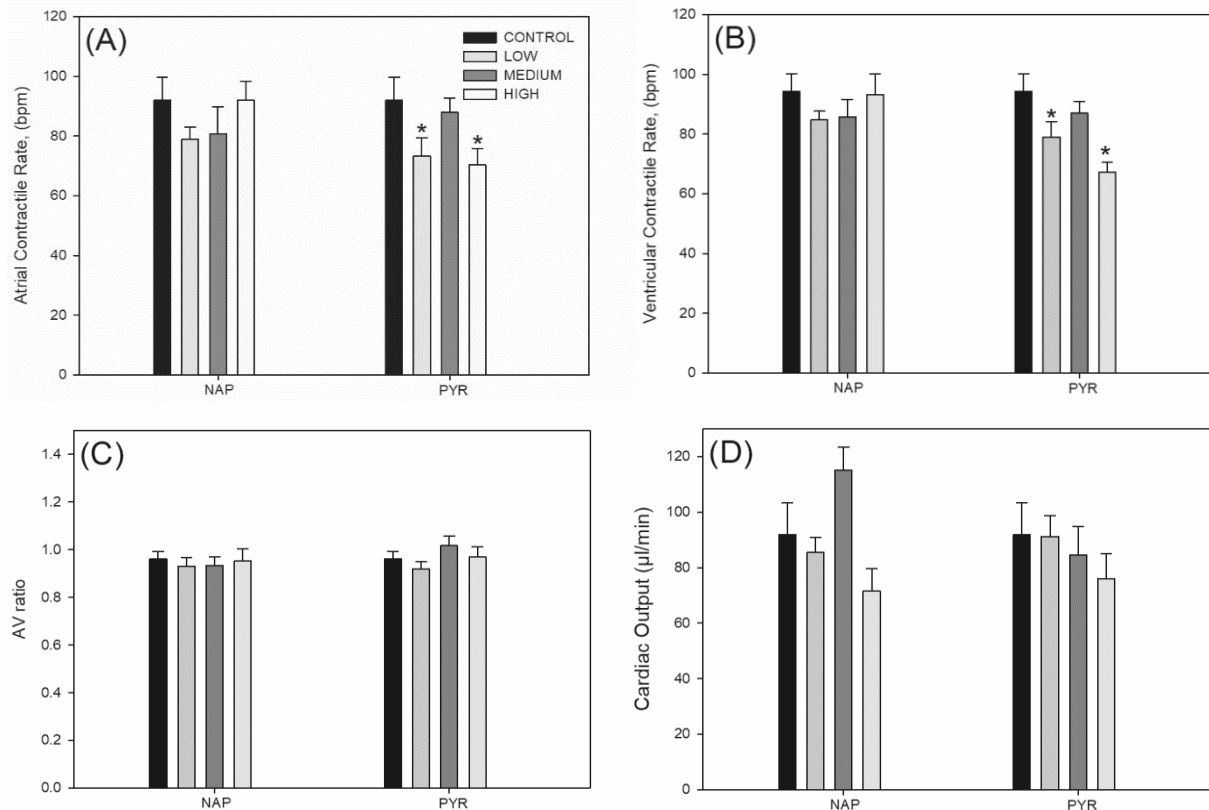 (A)
CONTROL
LOW
MEDIUM
HIGH
Atrial Contractile Rate, (bpm)
120
100
80
60
40
20
0
* *
NAP PYR
(B)
Ventricular Contractile Rate, (bpm)
120
100
80
60
40
20
0
* *
NAP PYR
(C)
AV ratio
1.4
1.2
1.0
0.8
0.6
0.4
0.2
0.0
NAP PYR
(D)
Cardiac Output (µl/min)
120
100
80
60
40
20
0
NAP PYR